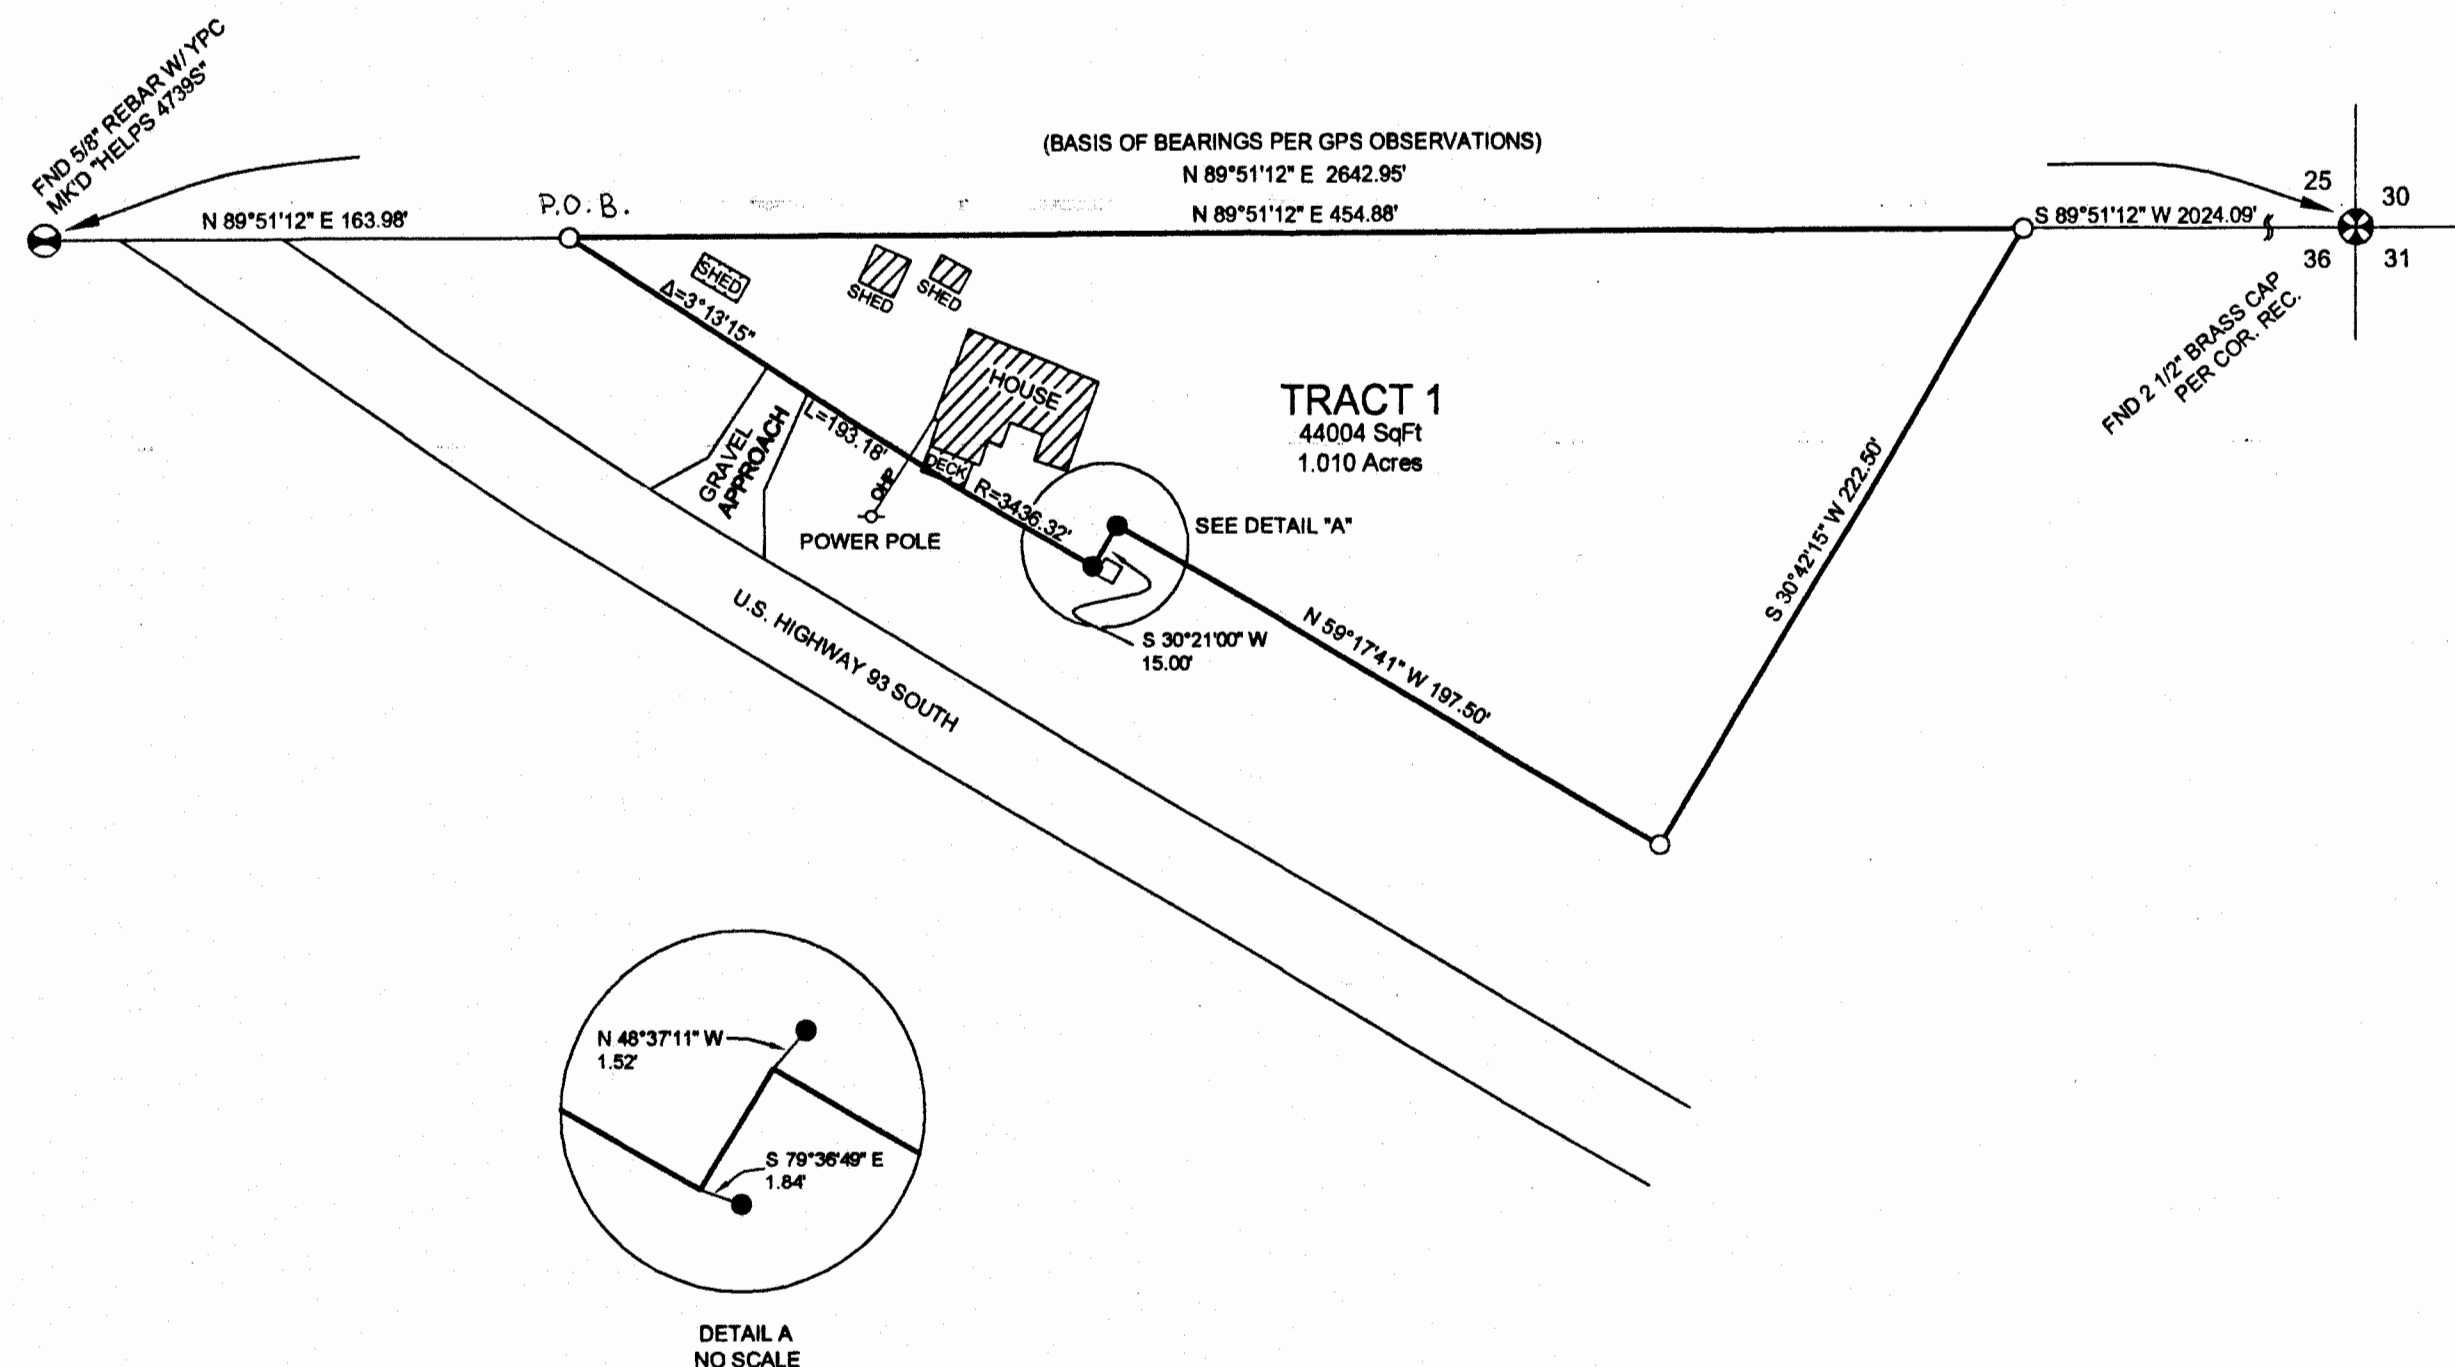 FND 5/8" REBAR W/ YPC
MK'D "HELPS 4739S"
(BASIS OF BEARINGS PER GPS OBSERVATIONS)
N 89°51'12" E 2642.95'
N 89°51'12" E 163.98'
P.O.B.
N 89°51'12" E 454.88'
S 89°51'12" W 2024.09'
25
30
36
31
FND 2 1/2" BRASS CAP
PER COR. REC.
SHED
SHED
SHED
Δ=3°13'15"
L=193.18'
R=3436.32'
HOUSE
DECK
TRACT 1
44004 SqFt
1.010 Acres
GRAVEL
APPROACH
OHP
POWER POLE
SEE DETAIL "A"
S 30°42'15" W 222.50'
S 30°21'00" W
15.00'
N 59°17'41" W 197.50'
U.S. HIGHWAY 93 SOUTH
N 48°37'11" W
1.52'
S 79°36'49" E
1.84'
DETAIL A
NO SCALE